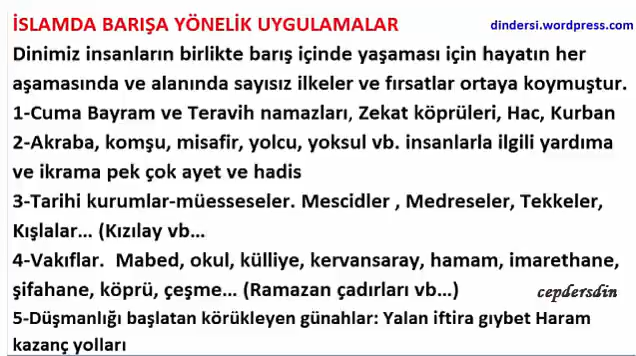 İSLAMDA BARIŞA YÖNELİK UYGULAMALAR
dindersi.wordpress.com
Dinimiz insanların birlikte barış içinde yaşaması için hayatın her
aşamasında ve alanında sayısız ilkeler ve fırsatlar ortaya koymuştur.
1-Cuma Bayram ve Teravih namazları, Zekat köprüleri, Hac, Kurban
2-Akraba, komşu, misafir, yolcu, yoksul vb. insanlarla ilgili yardıma
ve ikrama pek çok ayet ve hadis
3-Tarihi kurumlar-müesseseler. Mescidler , Medreseler, Tekkeler,
Kışlalar... (Kızılay vb...
4-Vakıflar.  Mabed, okul, külliye, kervansaray, hamam, imarethane,
şifahane, köprü, çeşme... (Ramazan çadırları vb...)
cepdersdin
5-Düşmanlığı başlatan körükleyen günahlar: Yalan iftira gıybet Haram
kazanç yolları